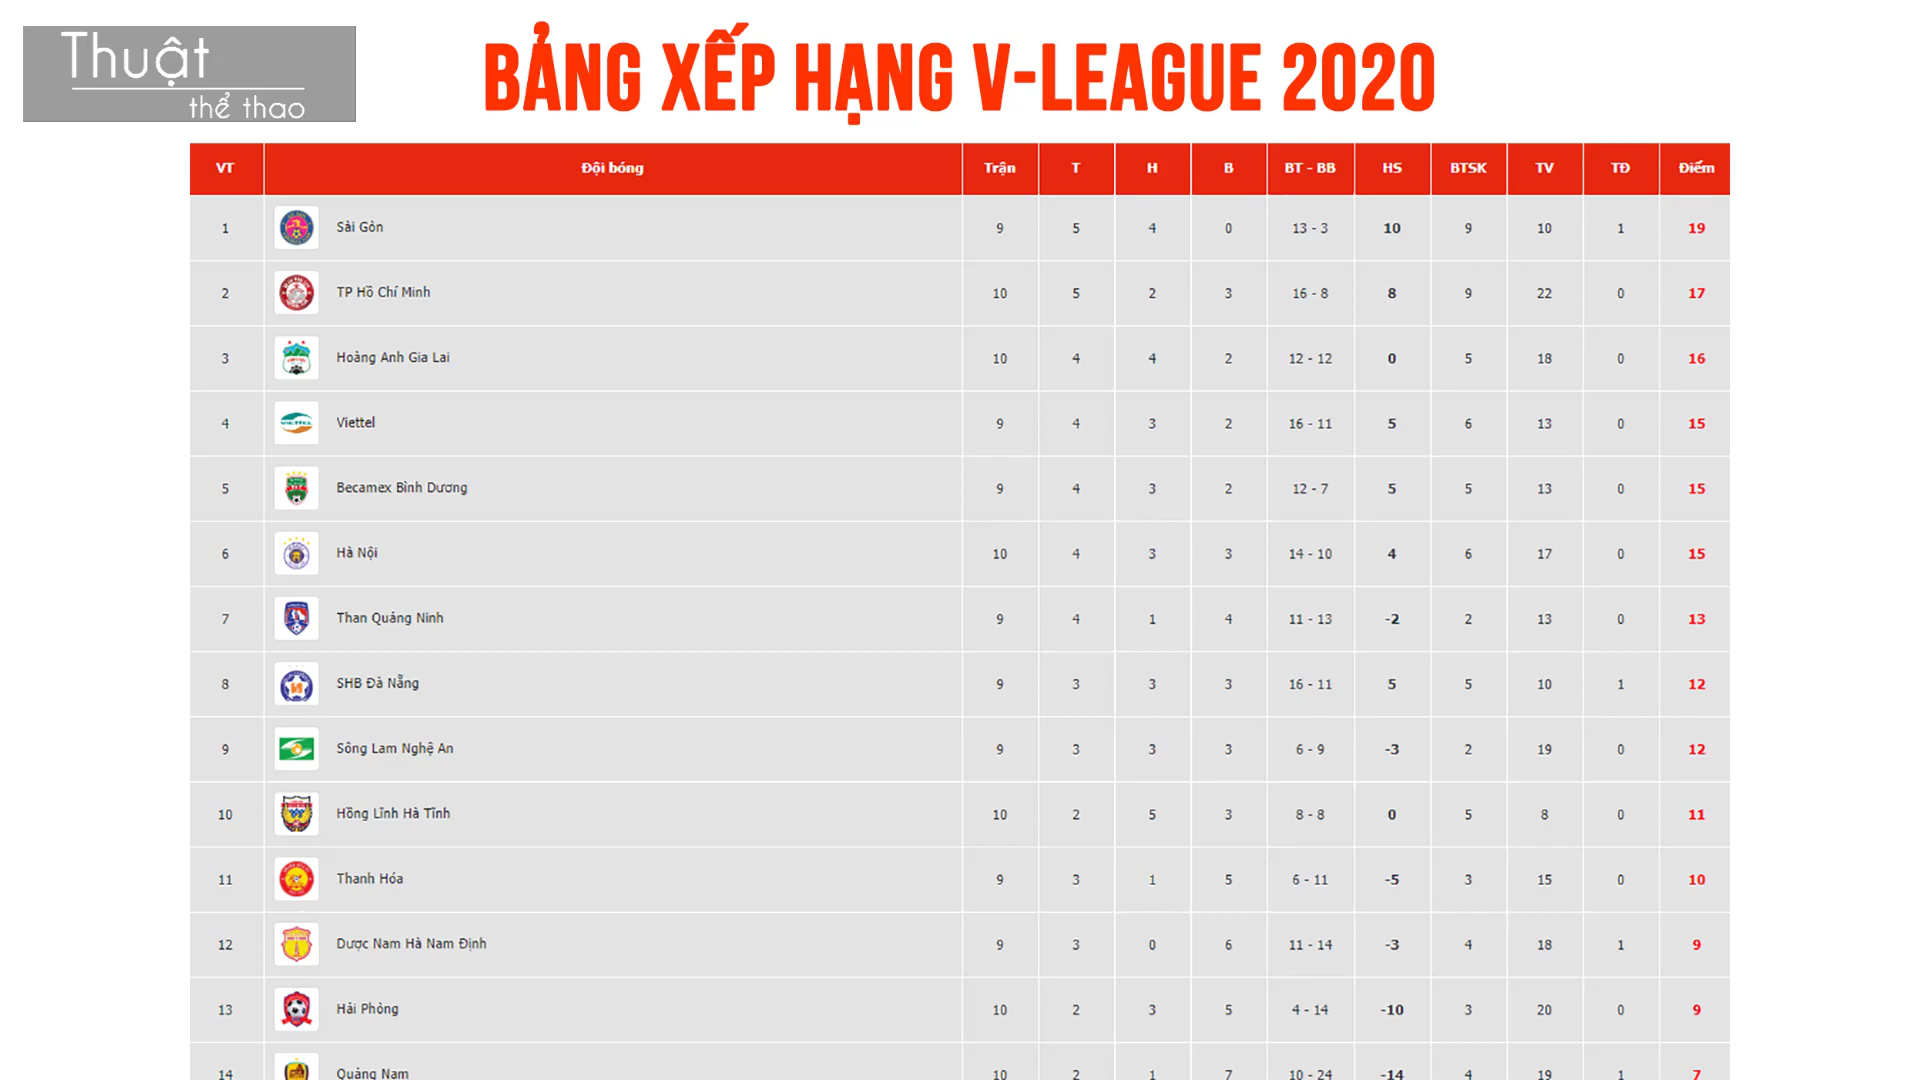 Thuật
thể thao
BẢNG XẾP HẠNG V-LEAGUE 2020
VT Đội bóng Trận T H B BT - BB HS BTSK TV TĐ Điểm
1 Sài Gòn 9 5 4 0 13 - 3 10 9 10 1 19
2 TP Hồ Chí Minh 10 5 2 3 16 - 8 8 9 22 0 17
3 Hoàng Anh Gia Lai 10 4 4 2 12 - 12 0 5 18 0 16
4 Viettel 9 4 3 2 16 - 11 5 6 13 0 15
5 Becamex Bình Dương 9 4 3 2 12 - 7 5 5 13 0 15
6 Hà Nội 10 4 3 3 14 - 10 4 6 17 0 15
7 Than Quảng Ninh 9 4 1 4 11 - 13 -2 2 13 0 13
8 SHB Đà Nẵng 9 3 3 3 16 - 11 5 5 10 1 12
9 Sông Lam Nghệ An 9 3 3 3 6 - 9 -3 2 19 0 12
10 Hồng Lĩnh Hà Tĩnh 10 2 5 3 8 - 8 0 5 8 0 11
11 Thanh Hóa 9 3 1 5 6 - 11 -5 3 15 0 10
12 Dược Nam Hà Nam Định 9 3 0 6 11 - 14 -3 4 18 1 9
13 Hải Phòng 10 2 3 5 4 - 14 -10 3 20 0 9
14 Quảng Nam 10 2 1 7 10 - 24 -14 4 19 1 7